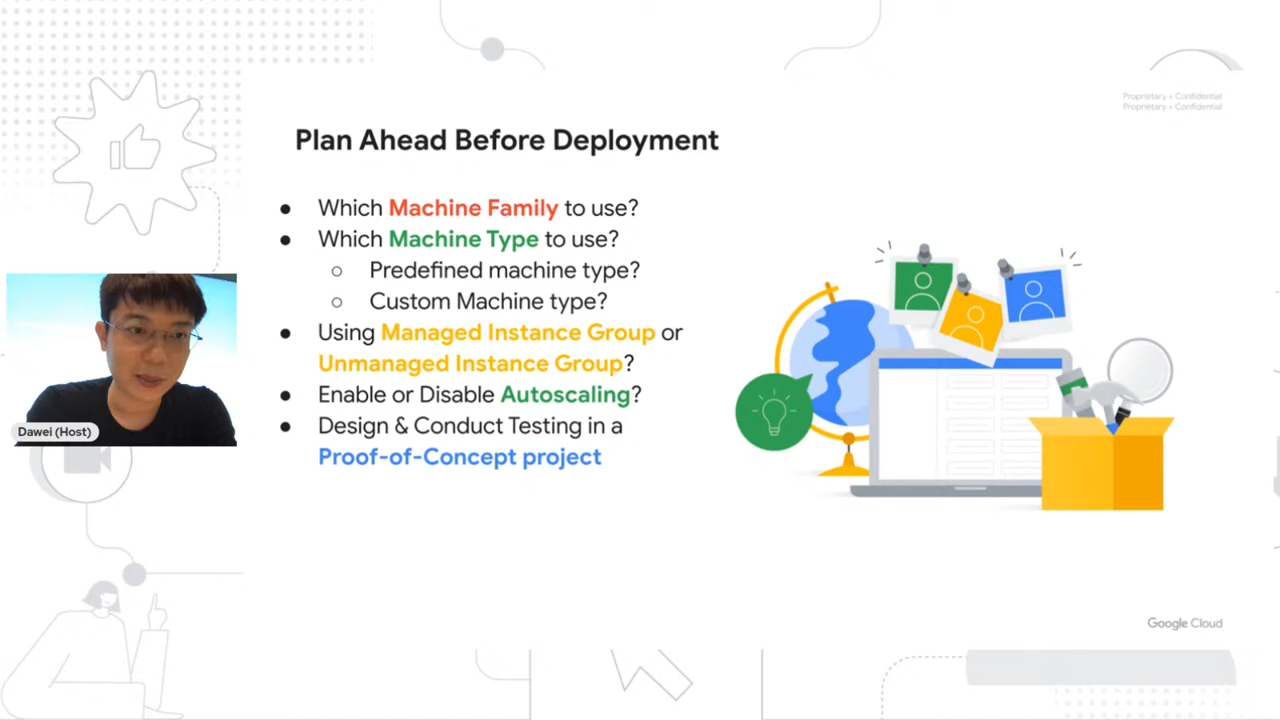 Proprietary + Confidential
Proprietary + Confidential
Plan Ahead Before Deployment
● Which Machine Family to use?
● Which Machine Type to use?
○ Predefined machine type?
○ Custom Machine type?
● Using Managed Instance Group or
Unmanaged Instance Group?
● Enable or Disable Autoscaling?
● Design & Conduct Testing in a
Proof-of-Concept project
Dawei (Host)
Google Cloud